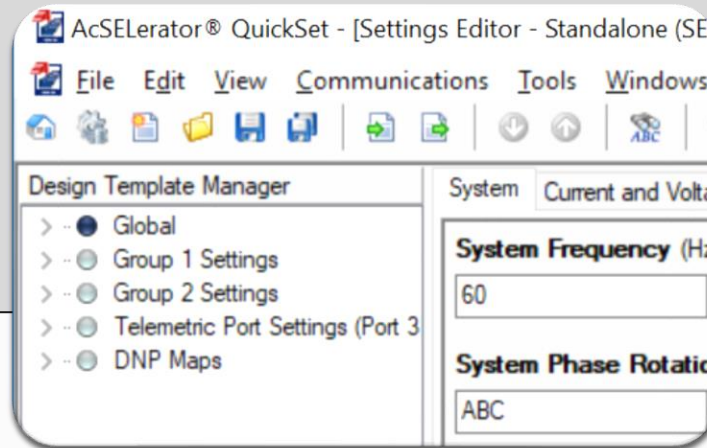 AcSELerator® QuickSet - [Settings Editor - Standalone (SE
File Edit View Communications Tools Windows
ABC
Design Template Manager
System Current and Volta
Global
Group 1 Settings
Group 2 Settings
Telemetric Port Settings (Port 3
DNP Maps
System Frequency (Hz
60
System Phase Rotatio
ABC